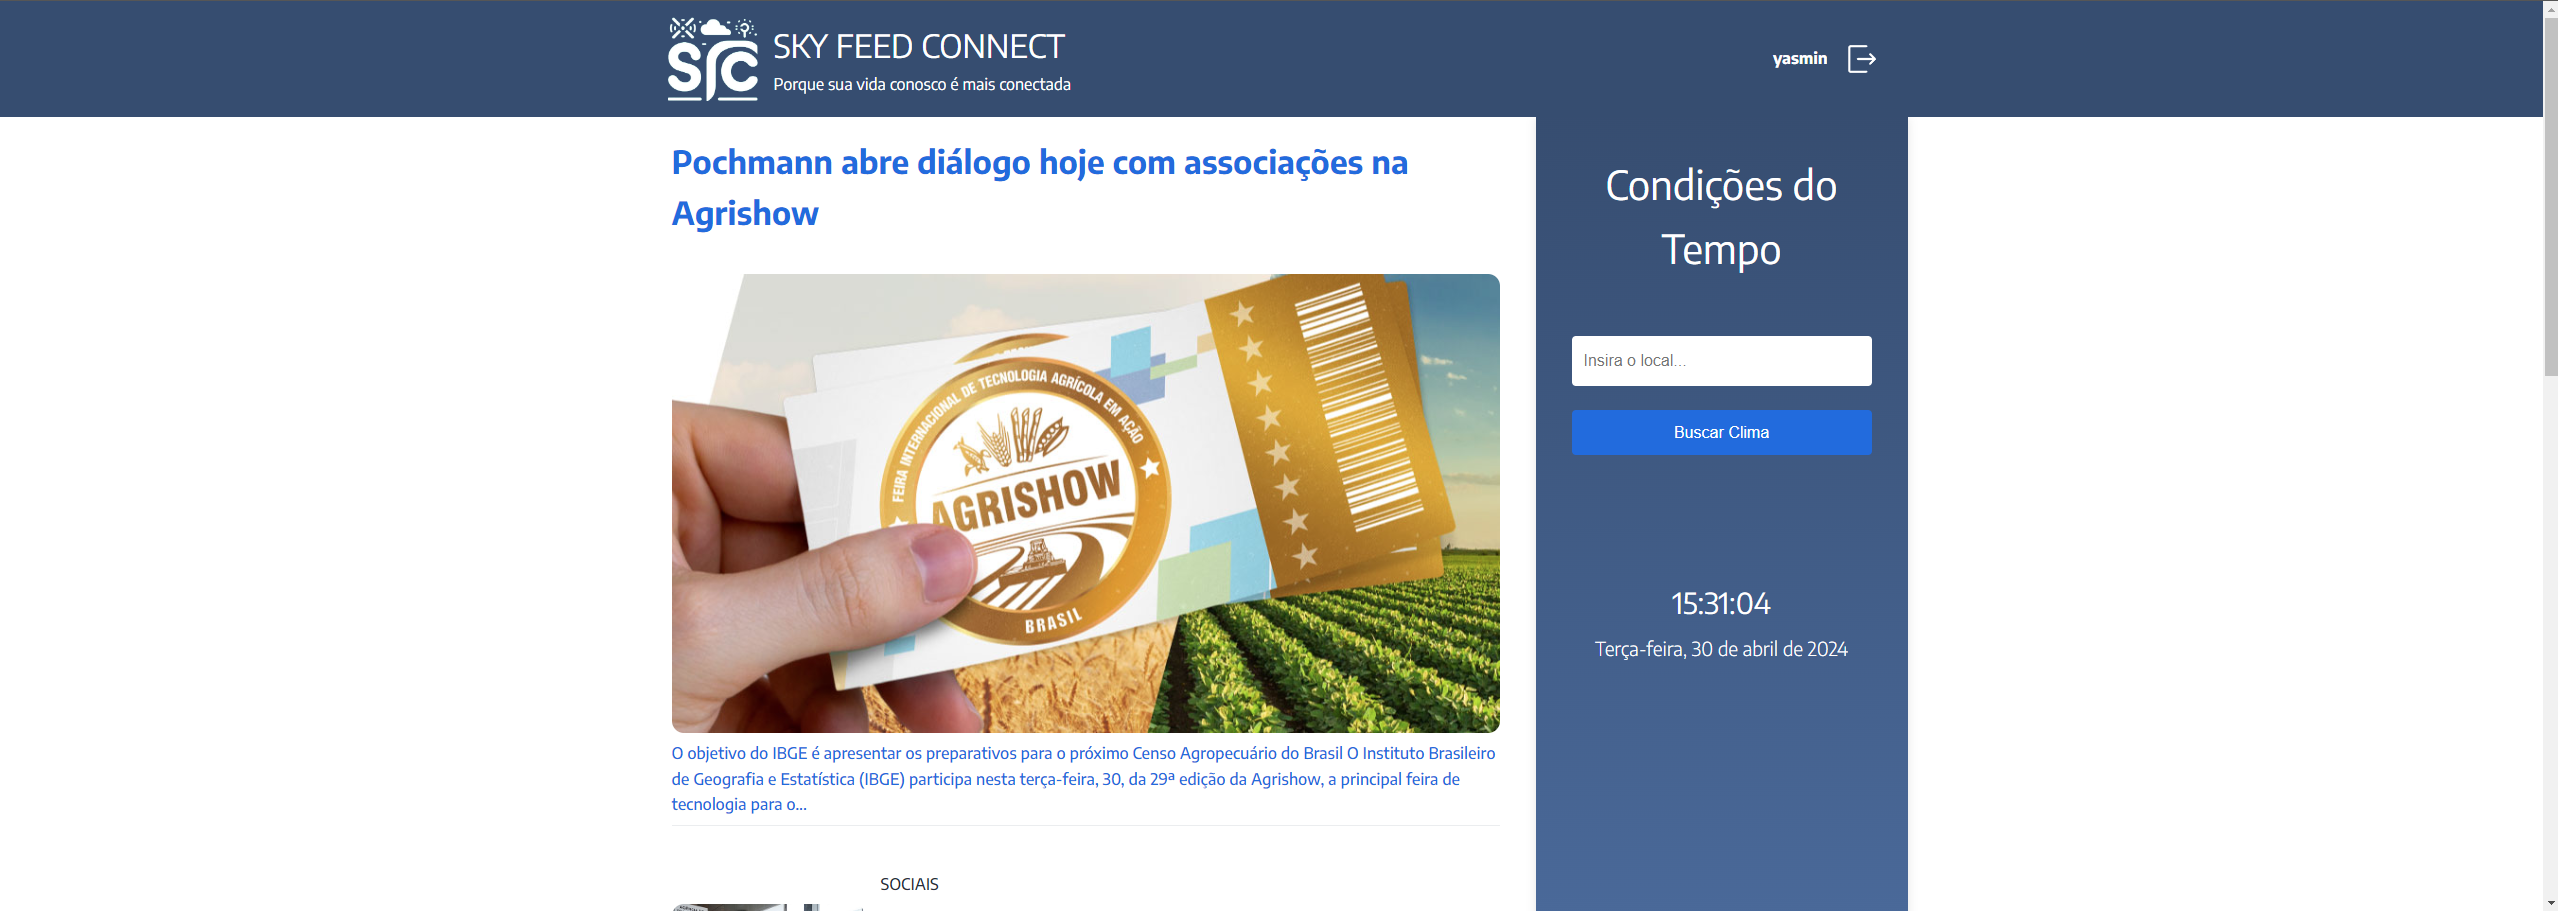 SFC
SKY FEED CONNECT
Porque sua vida conosco é mais conectada
yasmin
Pochmann abre diálogo hoje com associações na
Agrishow
FEIRA INTERNACIONAL DE TECNOLOGIA AGRÍCOLA EM AÇÃO
AGRISHOW
BRASIL
O objetivo do IBGE é apresentar os preparativos para o próximo Censo Agropecuário do Brasil O Instituto Brasileiro
de Geografia e Estatística (IBGE) participa nesta terça-feira, 30, da 29ª edição da Agrishow, a principal feira de
tecnologia para o...
SOCIAIS
Condições do
Tempo
Insira o local...
Buscar Clima
15:31:04
Terça-feira, 30 de abril de 2024